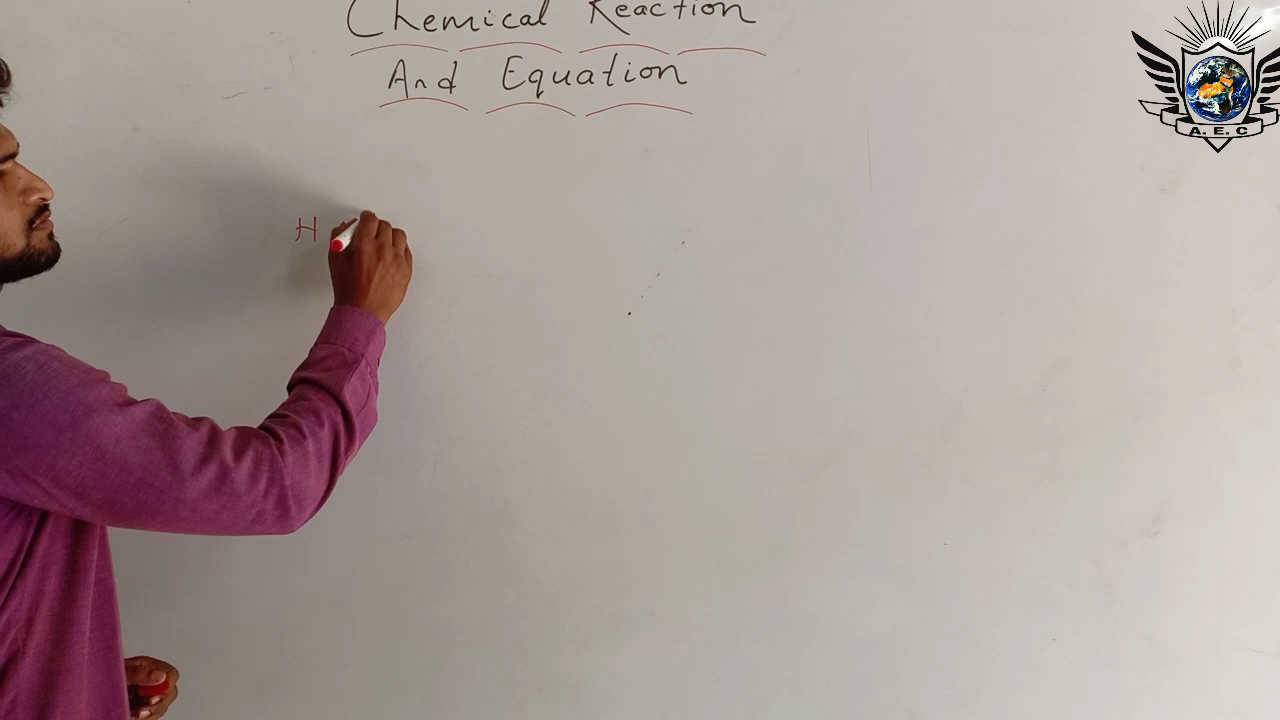 Chemical Reaction
And Equation
H
A. E. C